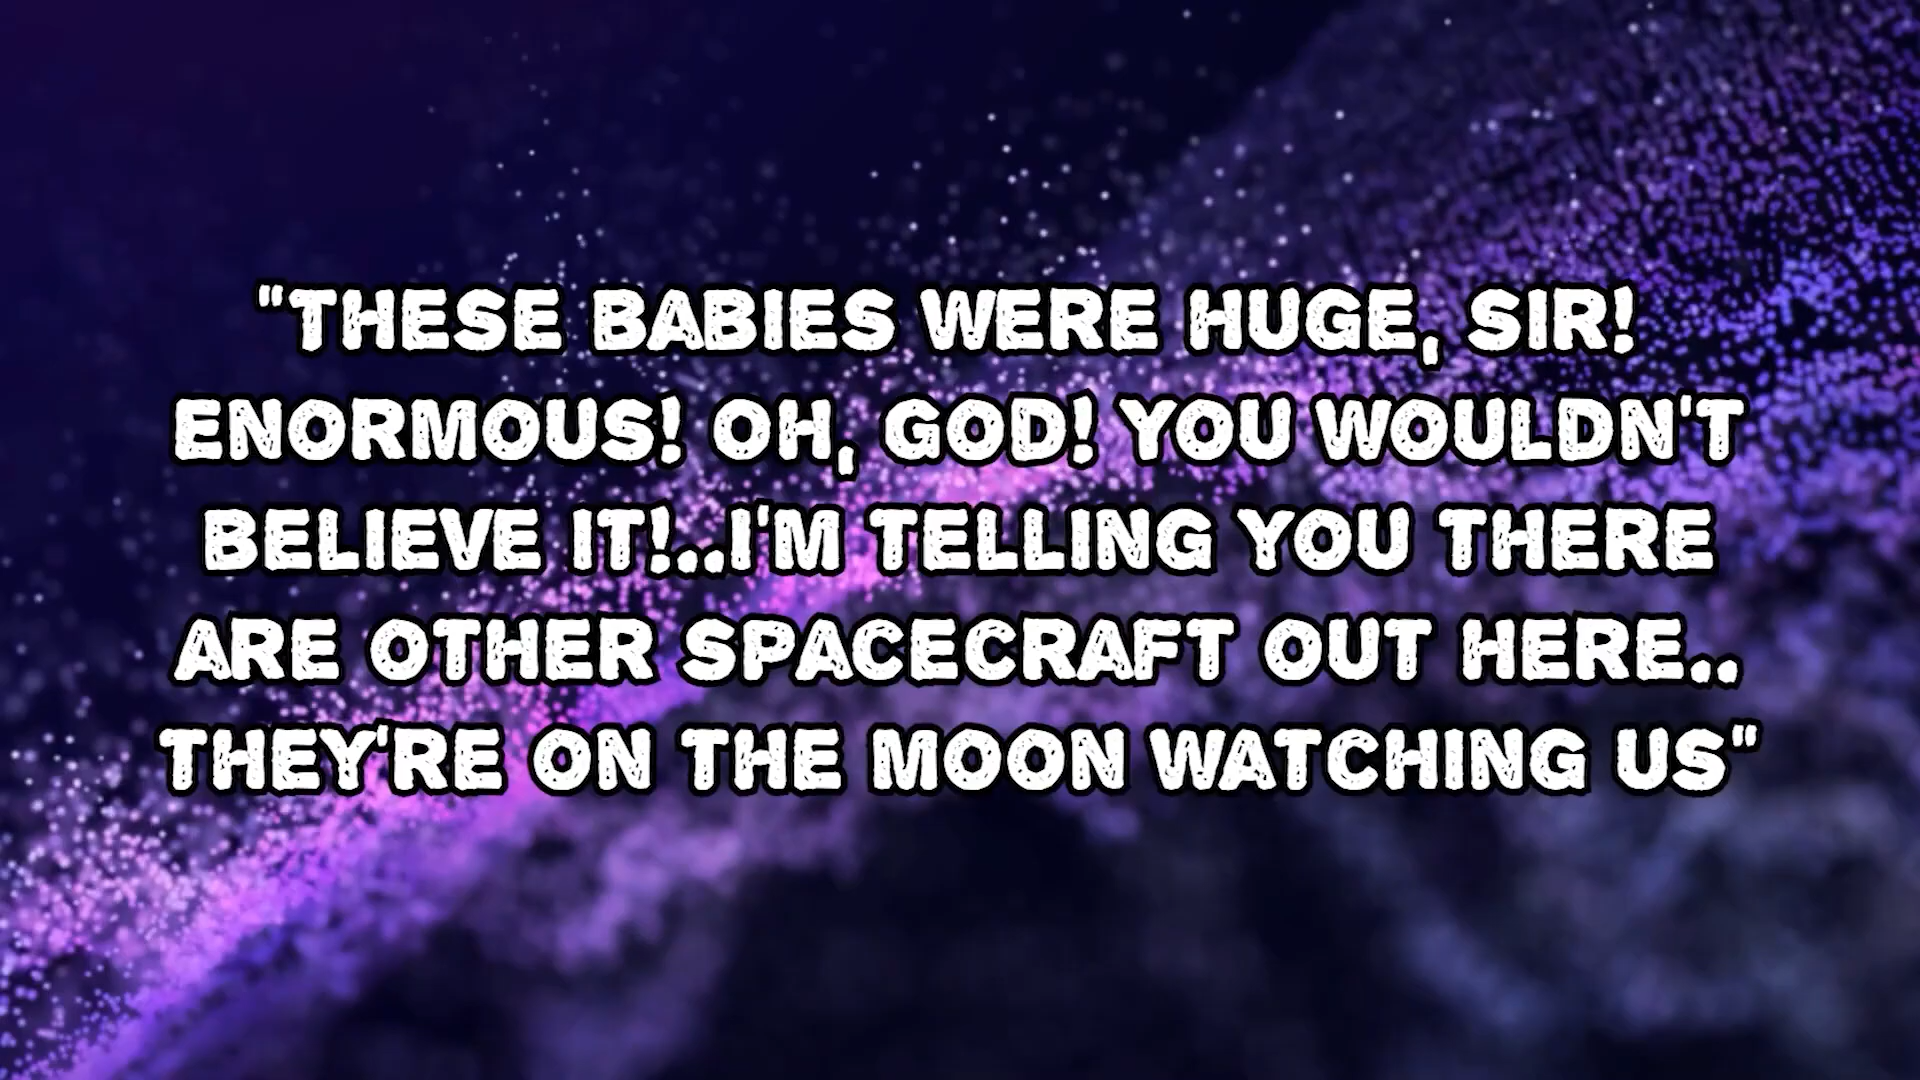 "THESE BABIES WERE HUGE, SIR!
ENORMOUS! OH, GOD! YOU WOULDN'T
BELIEVE IT!..I'M TELLING YOU THERE
ARE OTHER SPACECRAFT OUT HERE..
THEY'RE ON THE MOON WATCHING US"